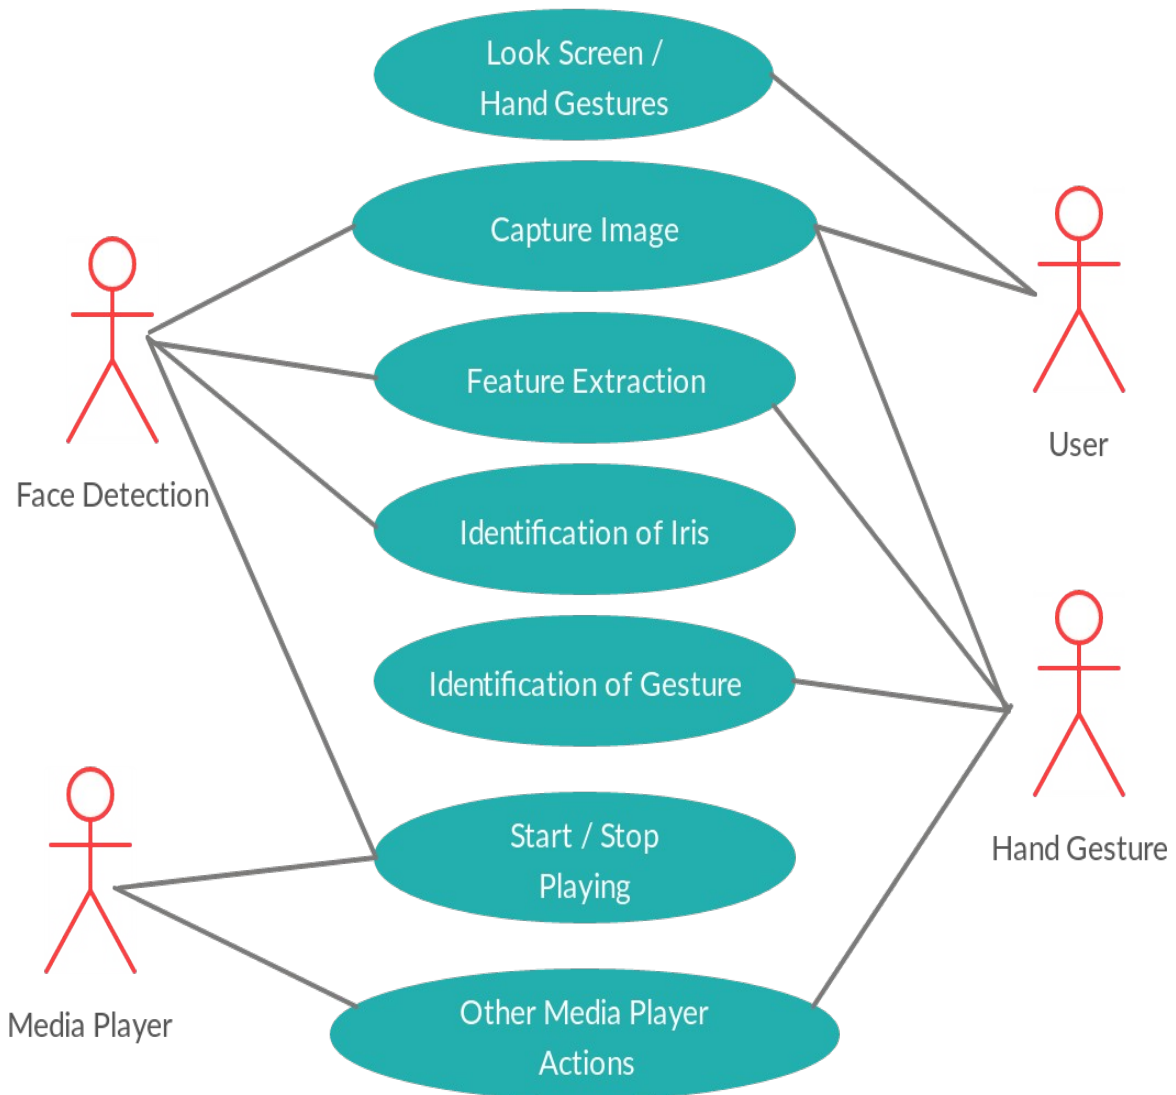 Look Screen /
Hand Gestures
Capture Image
Feature Extraction
User
Face Detection
Identification of Iris
Identification of Gesture
Start / Stop
Playing
Hand Gesture
Media Player
Other Media Player
Actions